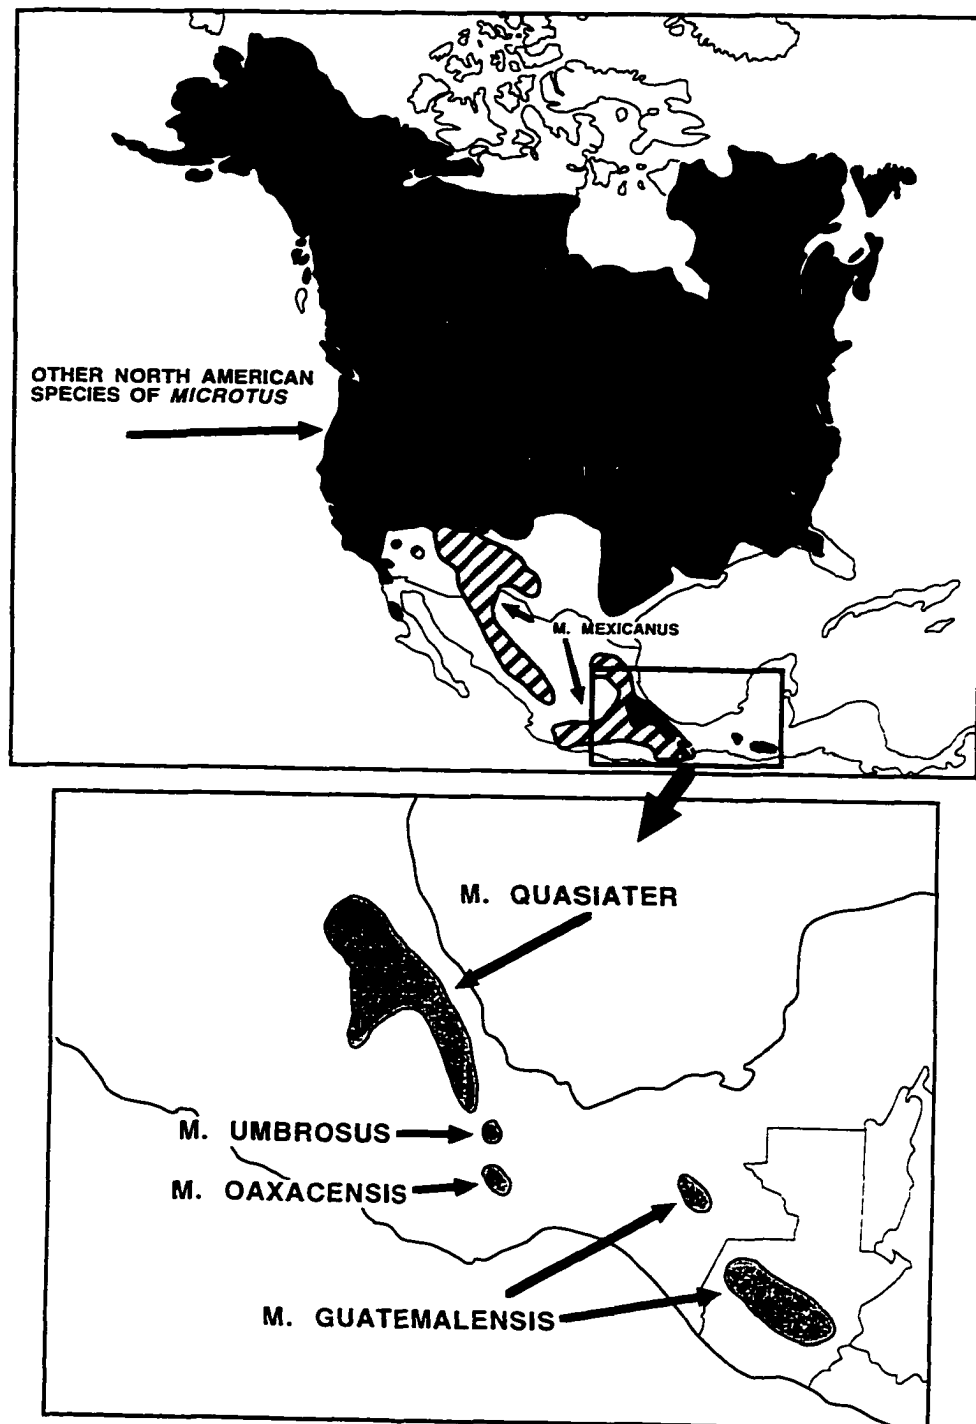 OTHER NORTH AMERICAN
SPECIES OF MICROTUS
M. MEXICANUS
M. QUASIATER
M. UMBROSUS
M. OAXACENSIS
M. GUATEMALENSIS